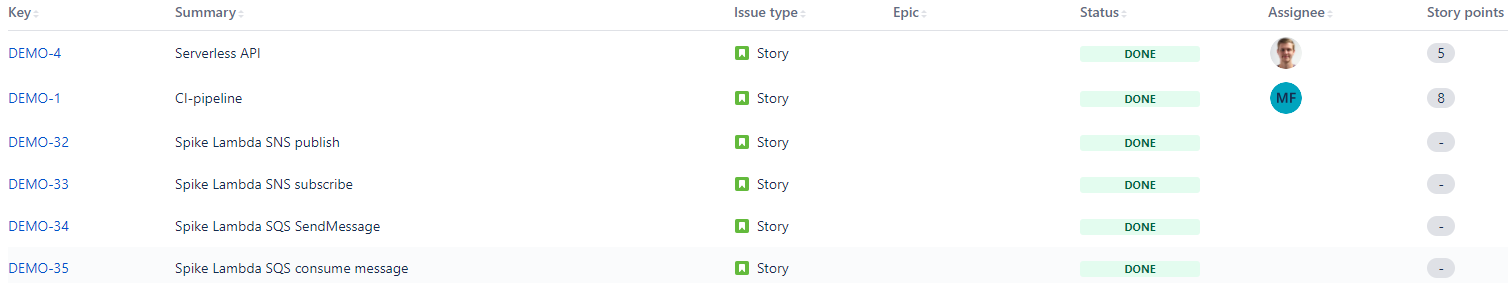 Key Summary Issue type Epic Status Assignee Story points
DEMO-4 Serverless API Story DONE 5
DEMO-1 CI-pipeline Story DONE MF 8
DEMO-32 Spike Lambda SNS publish Story DONE -
DEMO-33 Spike Lambda SNS subscribe Story DONE -
DEMO-34 Spike Lambda SQS SendMessage Story DONE -
DEMO-35 Spike Lambda SQS consume message Story DONE -